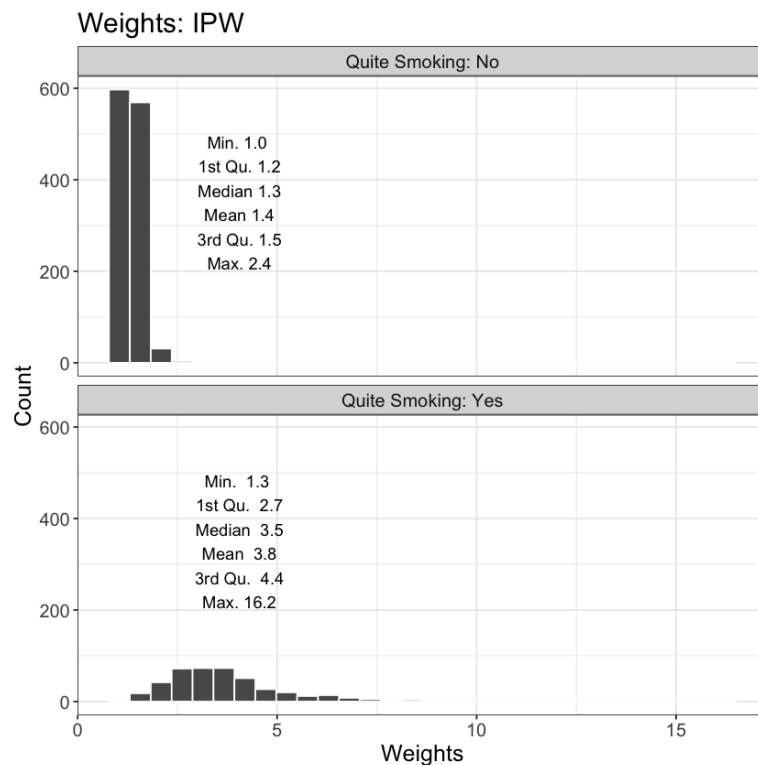 Weights: IPW
Quite Smoking: No
600
400
200
0
Min. 1.0
1st Qu. 1.2
Median 1.3
Mean 1.4
3rd Qu. 1.5
Max. 2.4
Count
Quite Smoking: Yes
600
400
200
0
Min. 1.3
1st Qu. 2.7
Median 3.5
Mean 3.8
3rd Qu. 4.4
Max. 16.2
0 5 10 15
Weights